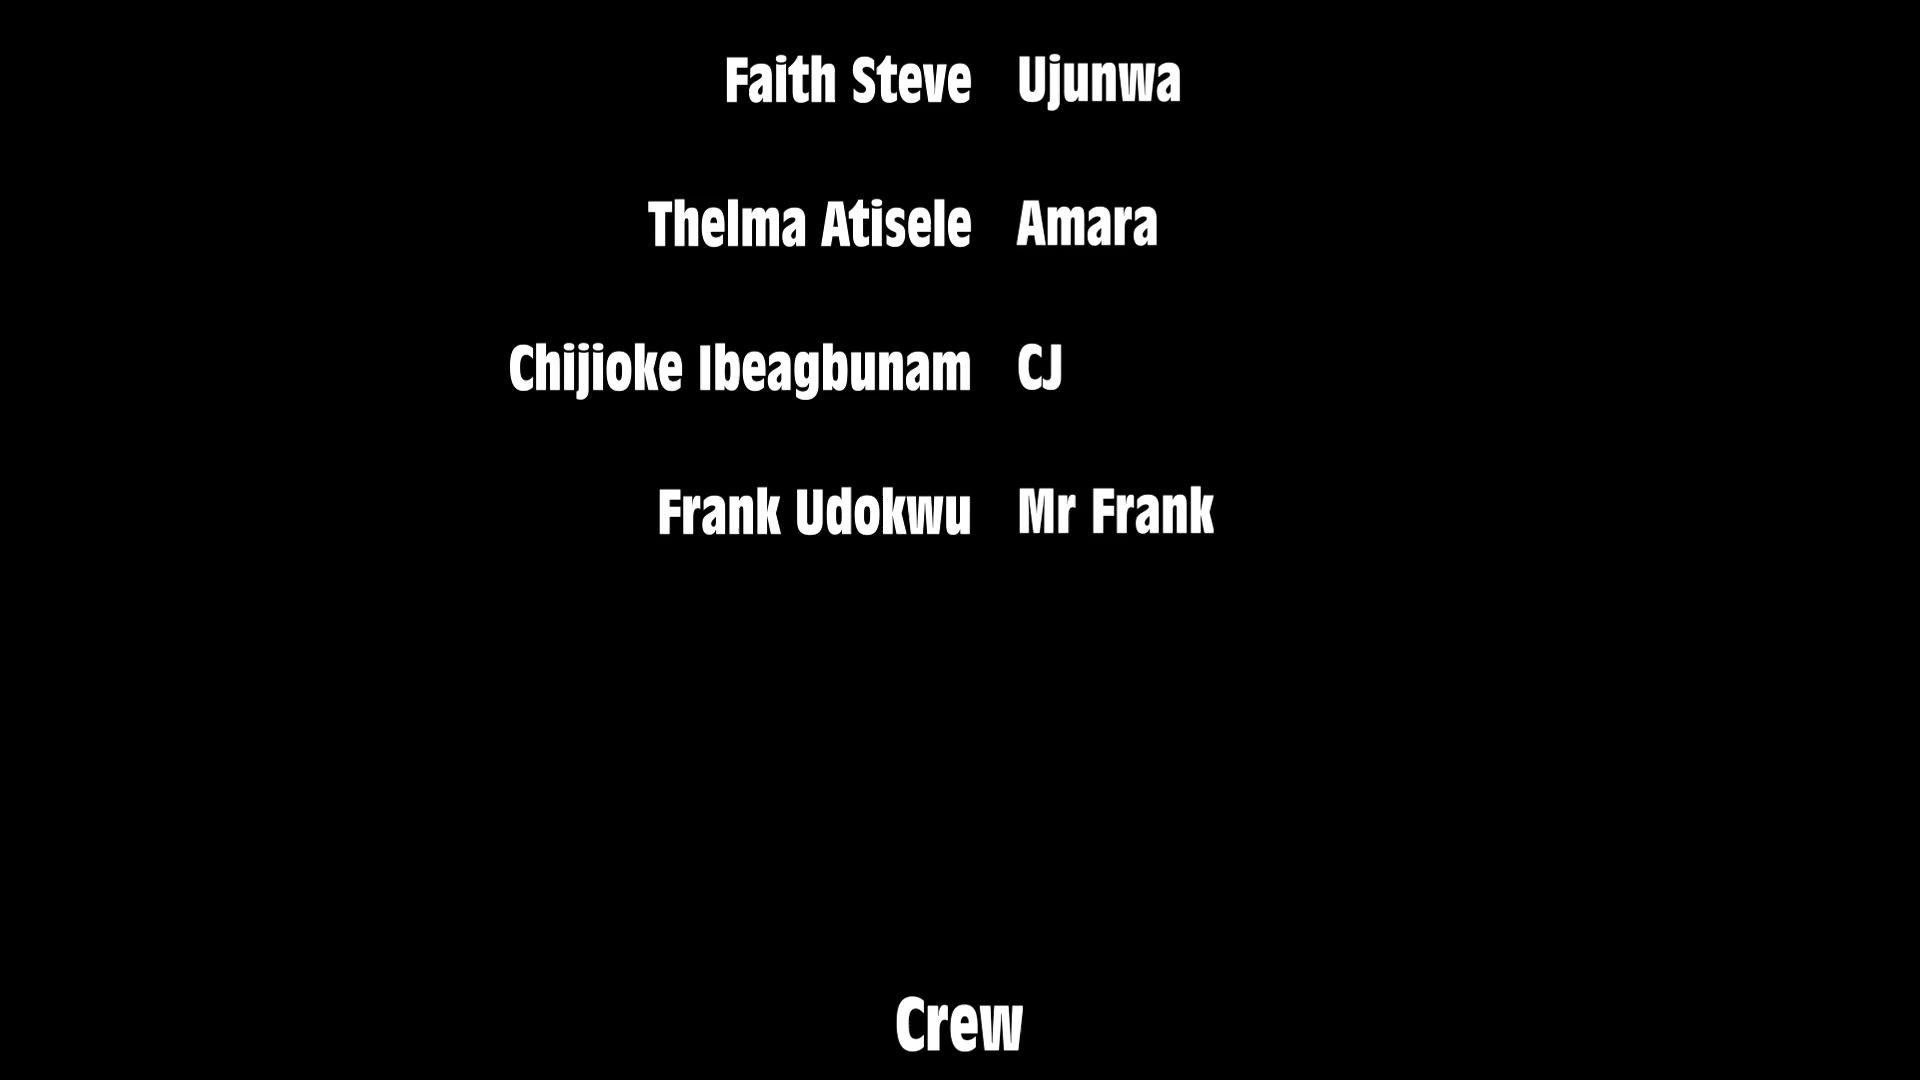 Faith Steve Ujunwa
Thelma Atisele Amara
Chijioke Ibeagbunam CJ
Frank Udokwu Mr Frank
Crew